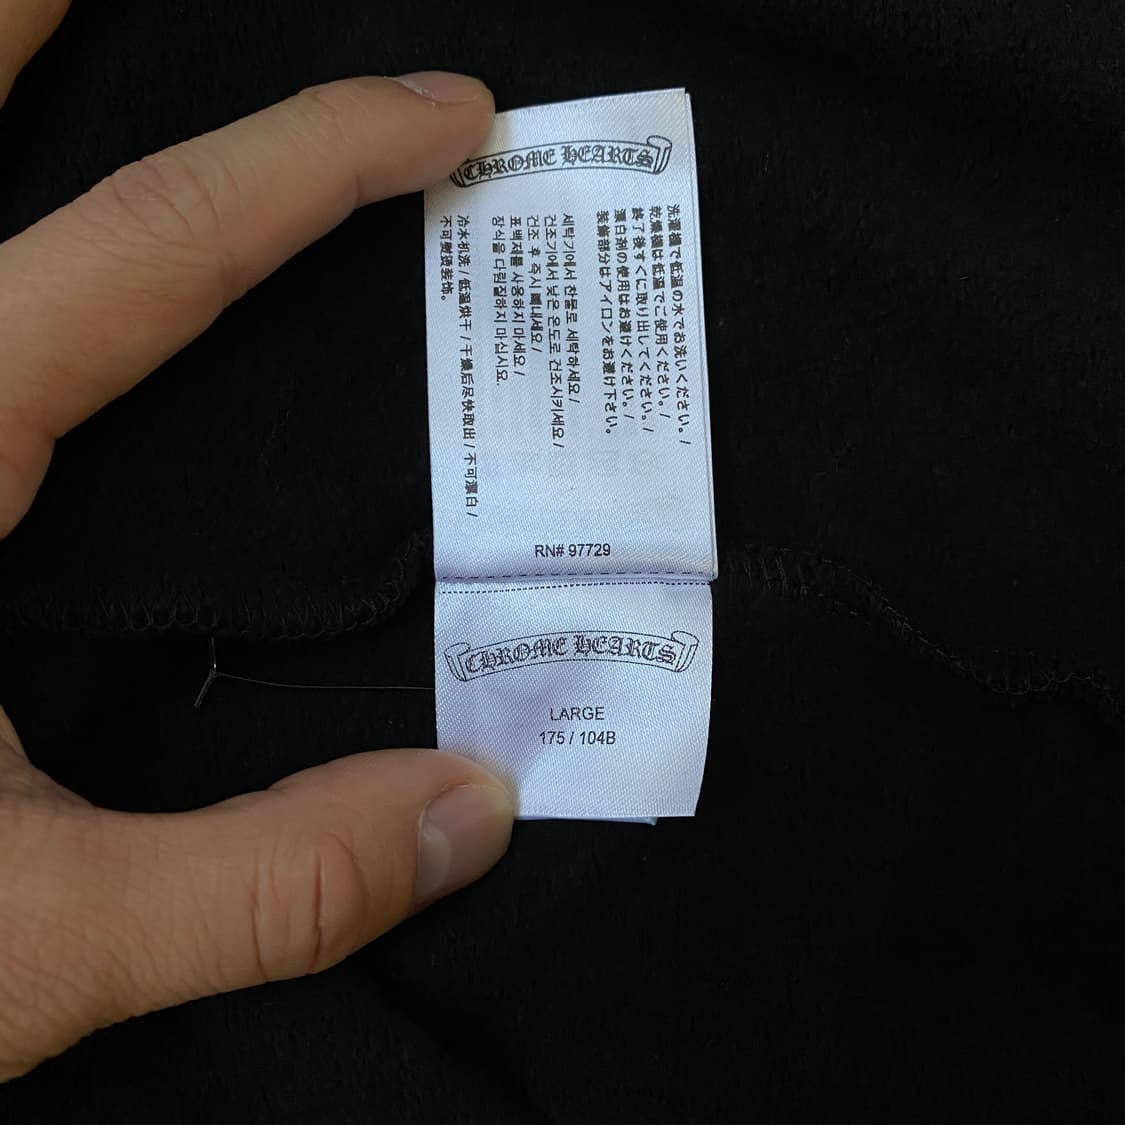 CHROME HEARTS
洗濯機で低温の水でお洗いください。/
乾燥機は低温でご使用ください。/
終了後すぐに取り出してください。/
漂白剤の使用はお避けください。/
装飾部分はアイロンをお避け下さい。
세탁기에서 찬물로 세탁하세요 /
건조기에서 낮은 온도로 건조시키세요 /
건조 후 즉시 빼내세요 /
표백제를 사용하지 마세요 /
장식을 다림질하지 마십시요.
冷水机洗 / 低温烘干 / 干燥后尽快取出 / 不可漂白 /
不可熨烫装饰。
RN# 97729
CHROME HEARTS
LARGE
175 / 104B